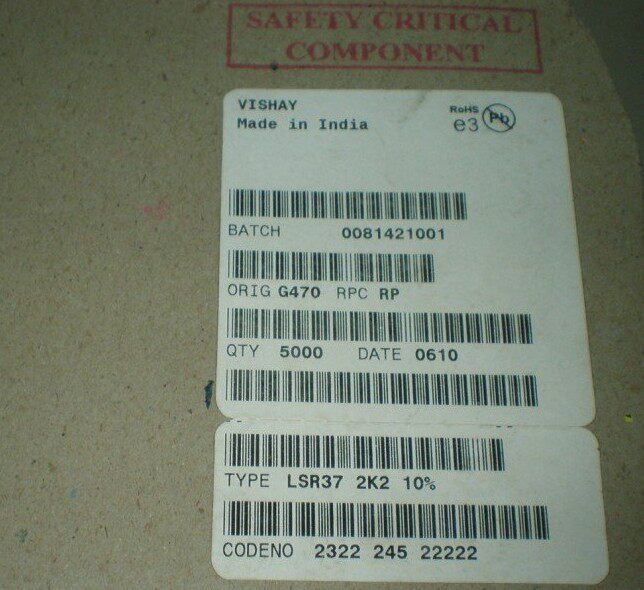 SAFETY CRITICAL
COMPONENT
VISHAY
Made in India
RoHS
e3 Pb
BATCH 0081421001
ORIG G470 RPC RP
QTY 5000 DATE 0610
TYPE LSR37 2K2 10%
CODENO 2322 245 22222